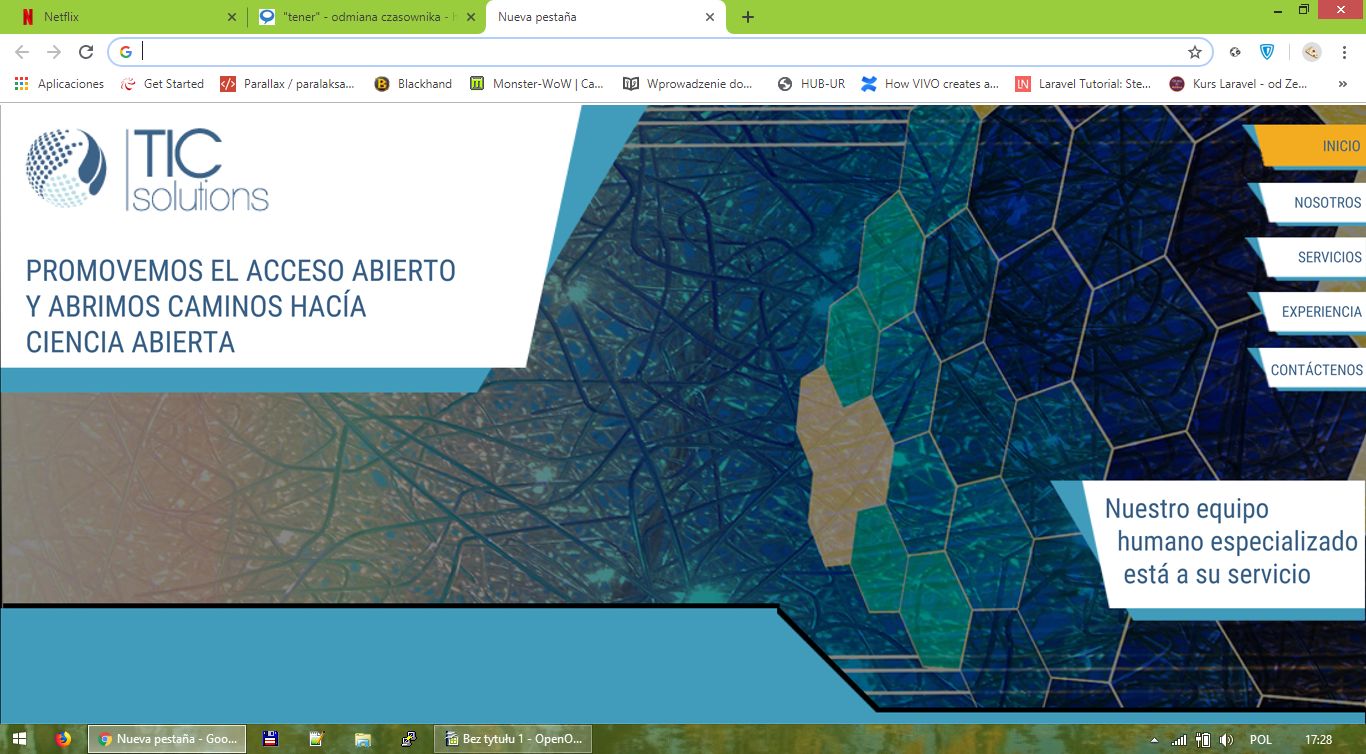 Netflix
"tener" - odmiana czasownika - h
Nueva pestaña
Aplicaciones
Get Started
Parallax / paralaksa...
Blackhand
Monster-WoW | Ca...
Wprowadzenie do...
HUB-UR
How VIVO creates a...
Laravel Tutorial: Ste...
Kurs Laravel - od Ze...
»
TIC
solutions
PROMOVEMOS EL ACCESO ABIERTO
Y ABRIMOS CAMINOS HACÍA
CIENCIA ABIERTA
INICIO
NOSOTROS
SERVICIOS
EXPERIENCIA
CONTÁCTENOS
Nuestro equipo
humano especializado
está a su servicio
Nueva pestaña - Goo...
Bez tytułu 1 - OpenO...
POL
17:28